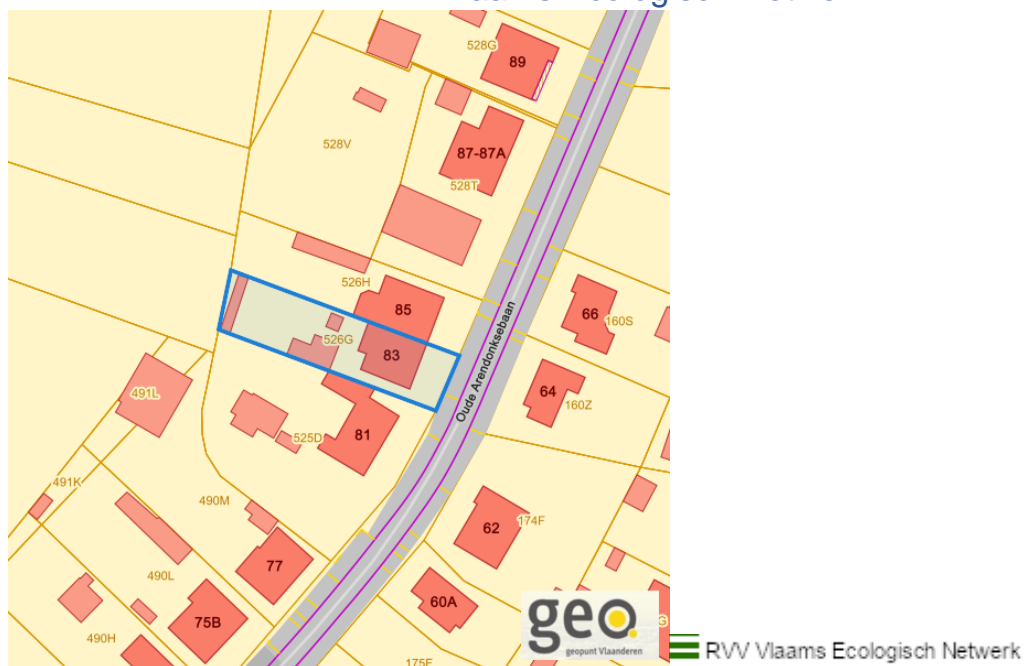 528G
89
528V
87-87A
528T
526H
85
66
160S
526G
83
Oude Arendonksebaan
64
160Z
491L
81
525D
491K
490M
62
174F
77
490L
60A
75B
490H
geo
geopunt Vlaanderen
RVV Vlaams Ecologisch Netwerk